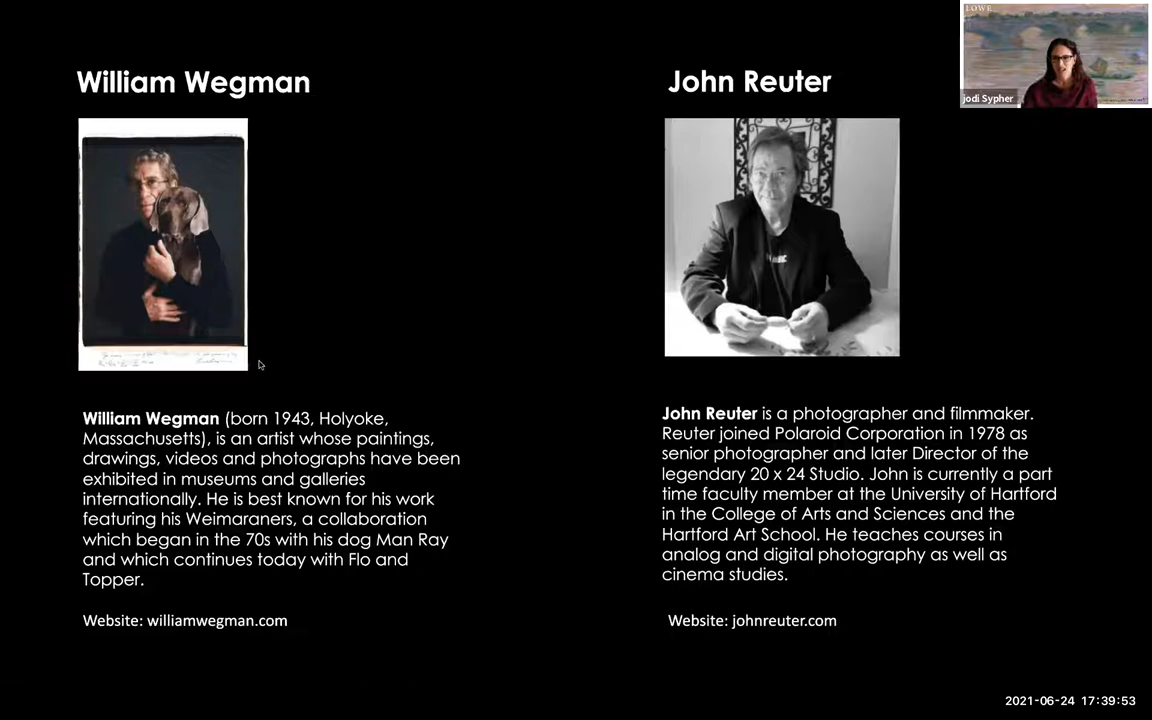 LOWE
jodi Sypher
William Wegman
William Wegman (born 1943, Holyoke,
Massachusetts), is an artist whose paintings,
drawings, videos and photographs have been
exhibited in museums and galleries
internationally. He is best known for his work
featuring his Weimaraners, a collaboration
which began in the 70s with his dog Man Ray
and which continues today with Flo and
Topper.
Website: williamwegman.com
John Reuter
John Reuter is a photographer and filmmaker.
Reuter joined Polaroid Corporation in 1978 as
senior photographer and later Director of the
legendary 20 x 24 Studio. John is currently a part
time faculty member at the University of Hartford
in the College of Arts and Sciences and the
Hartford Art School. He teaches courses in
analog and digital photography as well as
cinema studies.
Website: johnreuter.com
2021-06-24 17:39:53